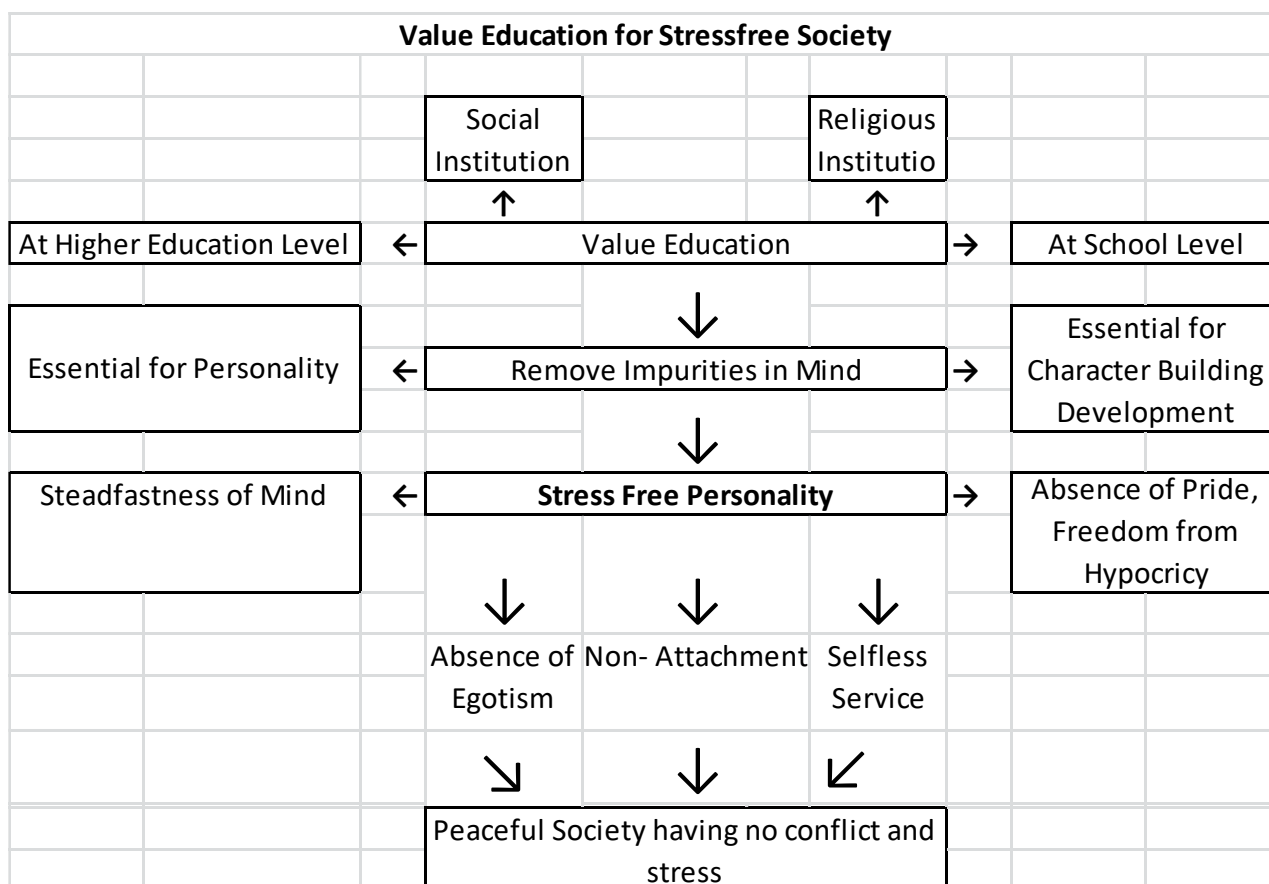 Value Education for Stressfree Society
Social
Institution
Religious
Institutio
↑
↑
At Higher Education Level
←
Value Education
→
At School Level
↓
Essential for Personality
←
Remove Impurities in Mind
→
Essential for
Character Building
Development
↓
Steadfastness of Mind
←
Stress Free Personality
→
Absence of Pride,
Freedom from
Hypocricy
↓
↓
↓
Absence of
Egotism
Non- Attachment
Selfless
Service
↘
↓
↙
Peaceful Society having no conflict and
stress